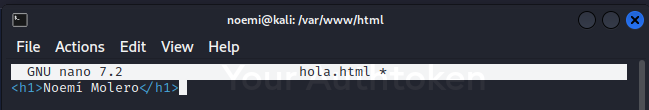 noemi@kali: /var/www/html
File Actions Edit View Help
GNU nano 7.2 hola.html *
<h1>Noemí Molero</h1>
Your Authtoken